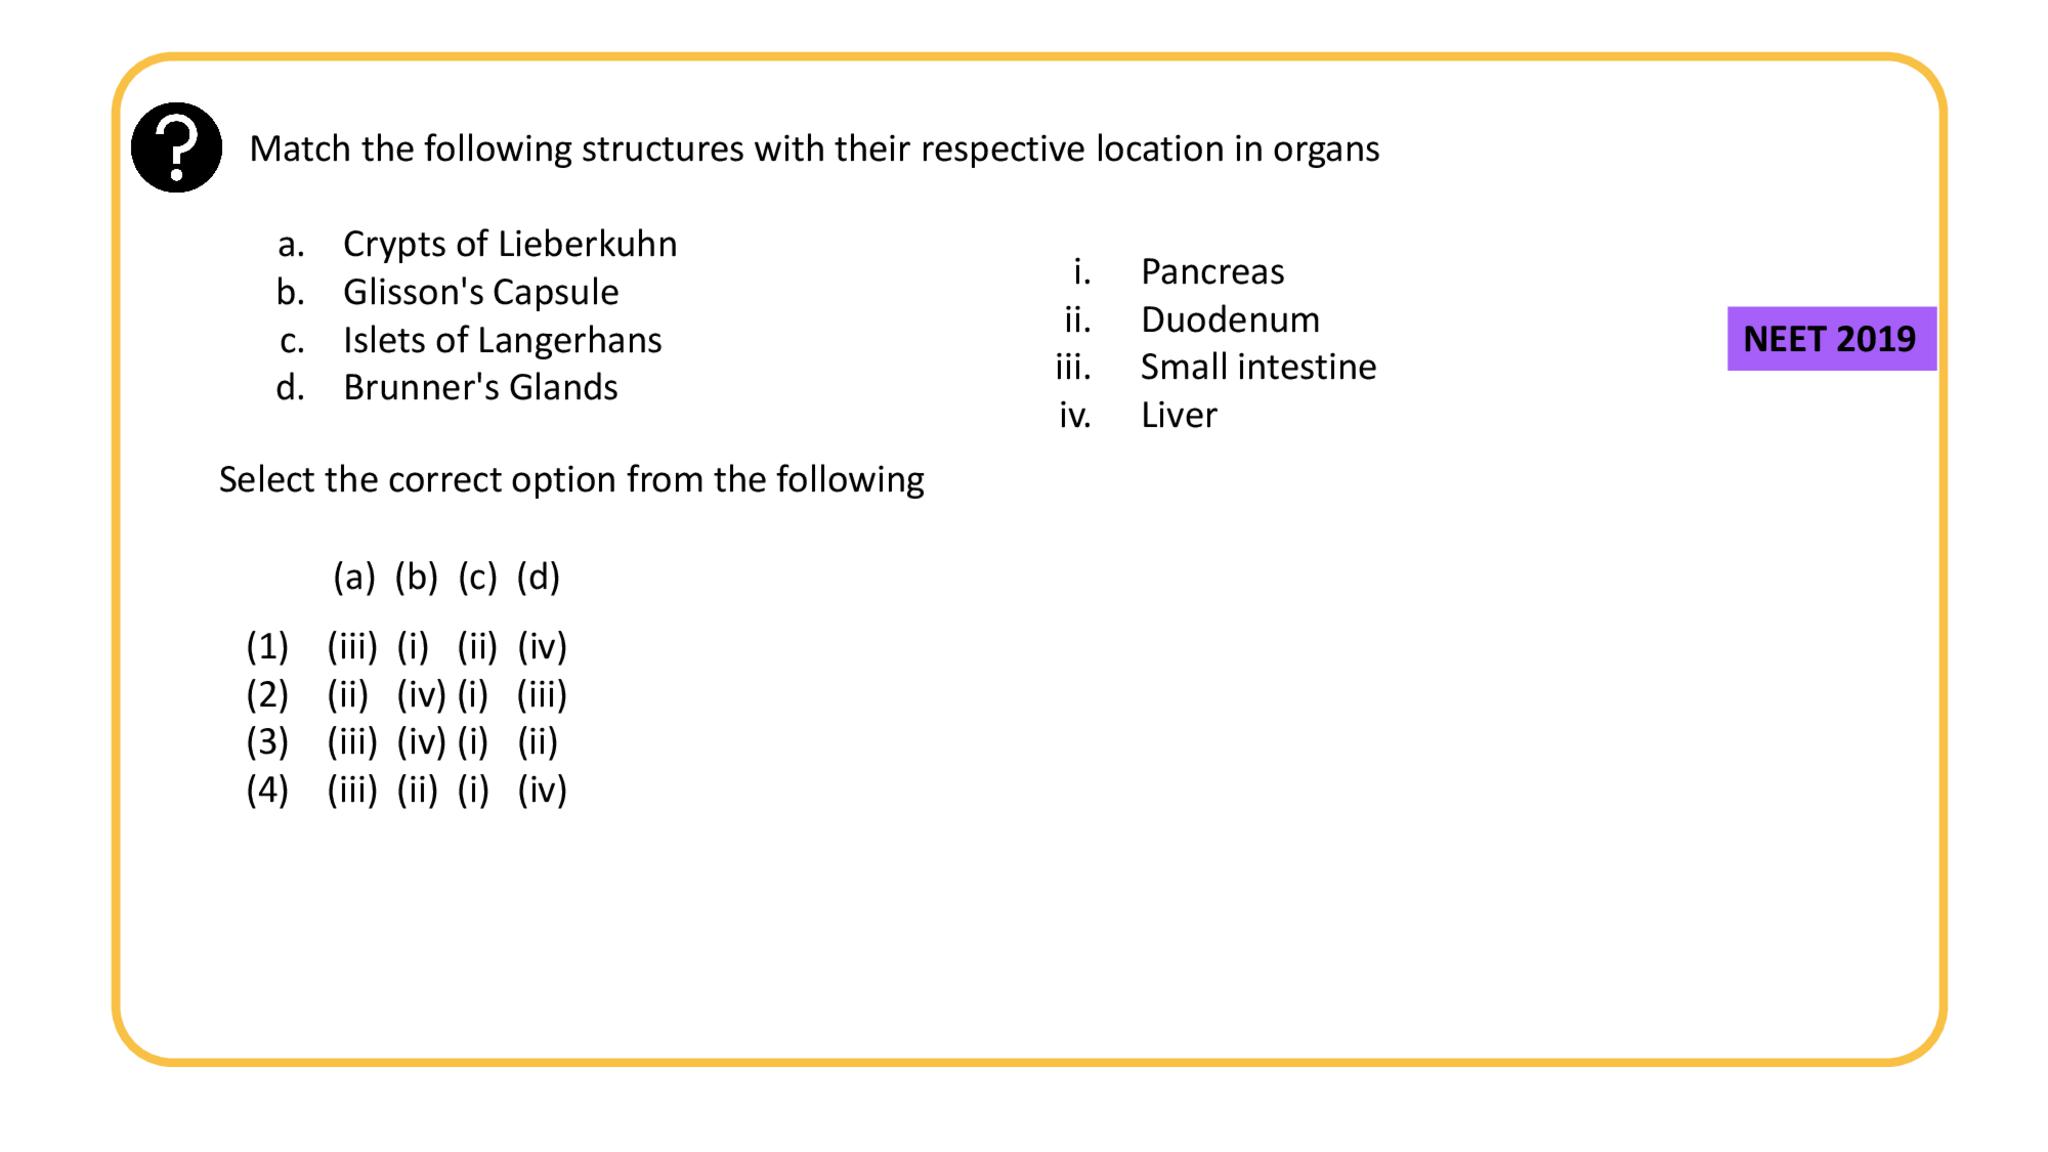 Match the following structures with their respective location in organs
a. Crypts of Lieberkuhn
b. Glisson's Capsule
c. Islets of Langerhans
d. Brunner's Glands
i. Pancreas
ii. Duodenum
iii. Small intestine
iv. Liver
NEET 2019
Select the correct option from the following
(a) (b) (c) (d)
(1) (iii) (i) (ii) (iv)
(2) (ii) (iv) (i) (iii)
(3) (iii) (iv) (i) (ii)
(4) (iii) (ii) (i) (iv)